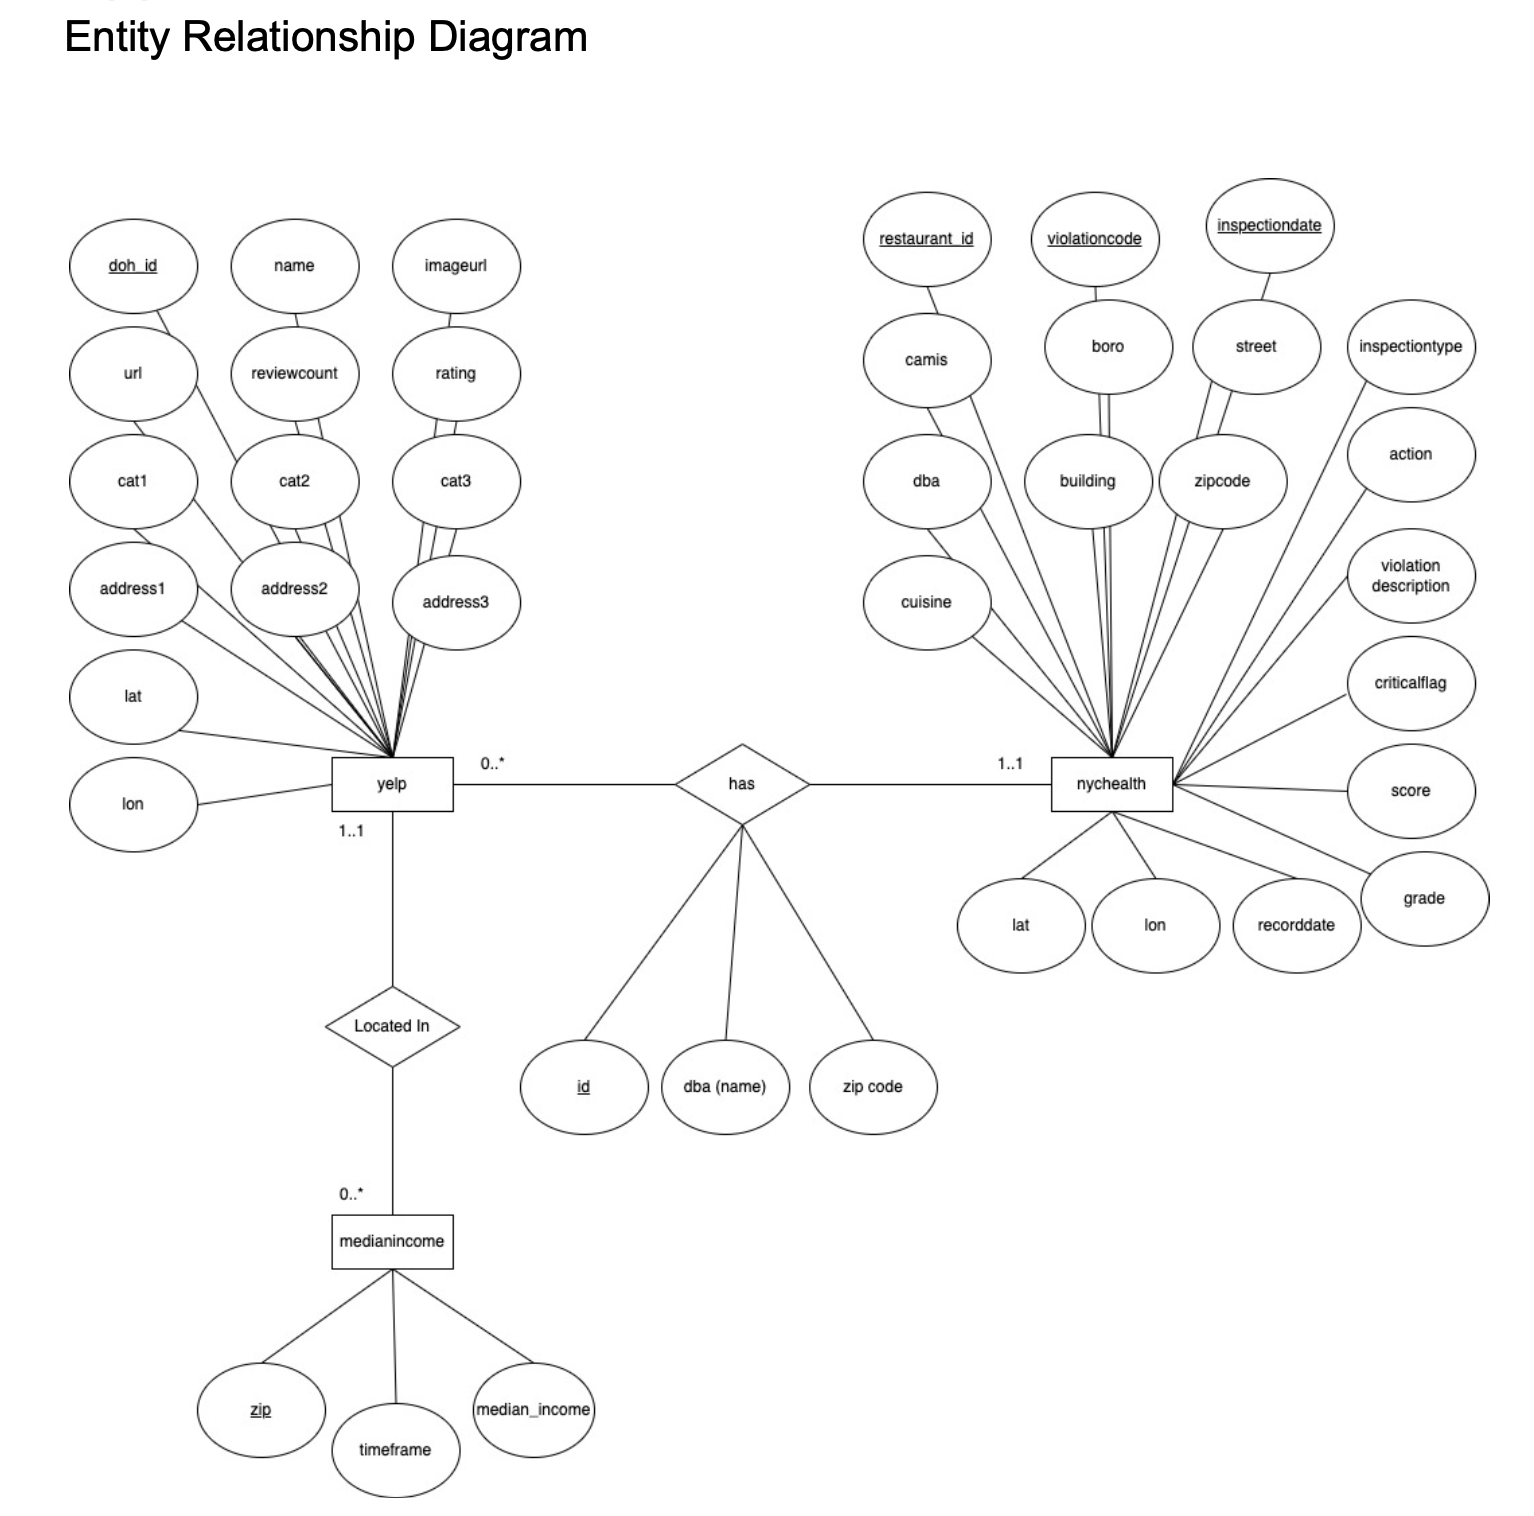 Entity Relationship Diagram
doh_id
name
imageurl
url
reviewcount
rating
cat1
cat2
cat3
address1
address2
address3
lat
lon
yelp
0..*
1..1
has
1..1
restaurant_id
violationcode
inspectiondate
camis
boro
street
inspectiontype
dba
building
zipcode
action
cuisine
violation
description
criticalflag
nychealth
score
grade
lat
lon
recorddate
Located In
id
dba (name)
zip code
0..*
medianincome
zip
timeframe
median_income